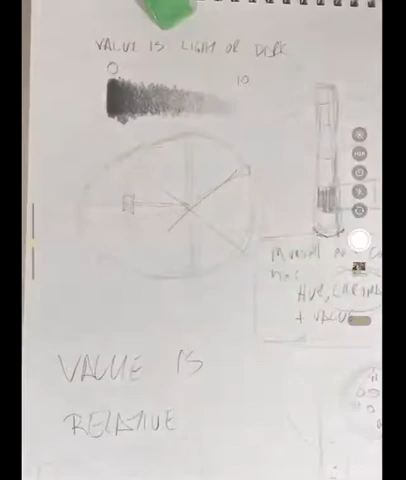 VALUE IS LIGHT OR DARK
0
10
HUE, CHROMA
+ VALUE
VALUE IS
RELATIVE